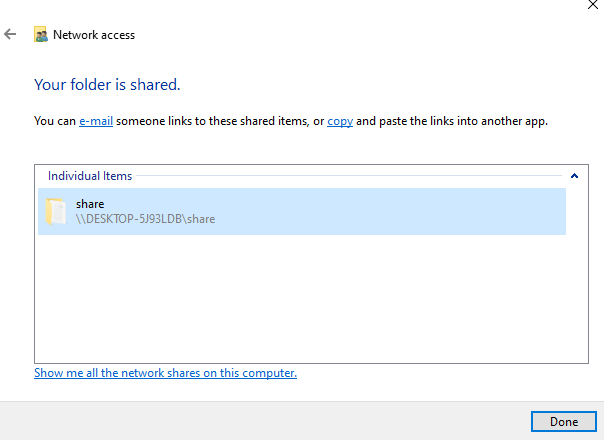 Network access
Your folder is shared.
You can e-mail someone links to these shared items, or copy and paste the links into another app.
Individual Items
share
\\DESKTOP-5J93LDB\share
Show me all the network shares on this computer.
Done